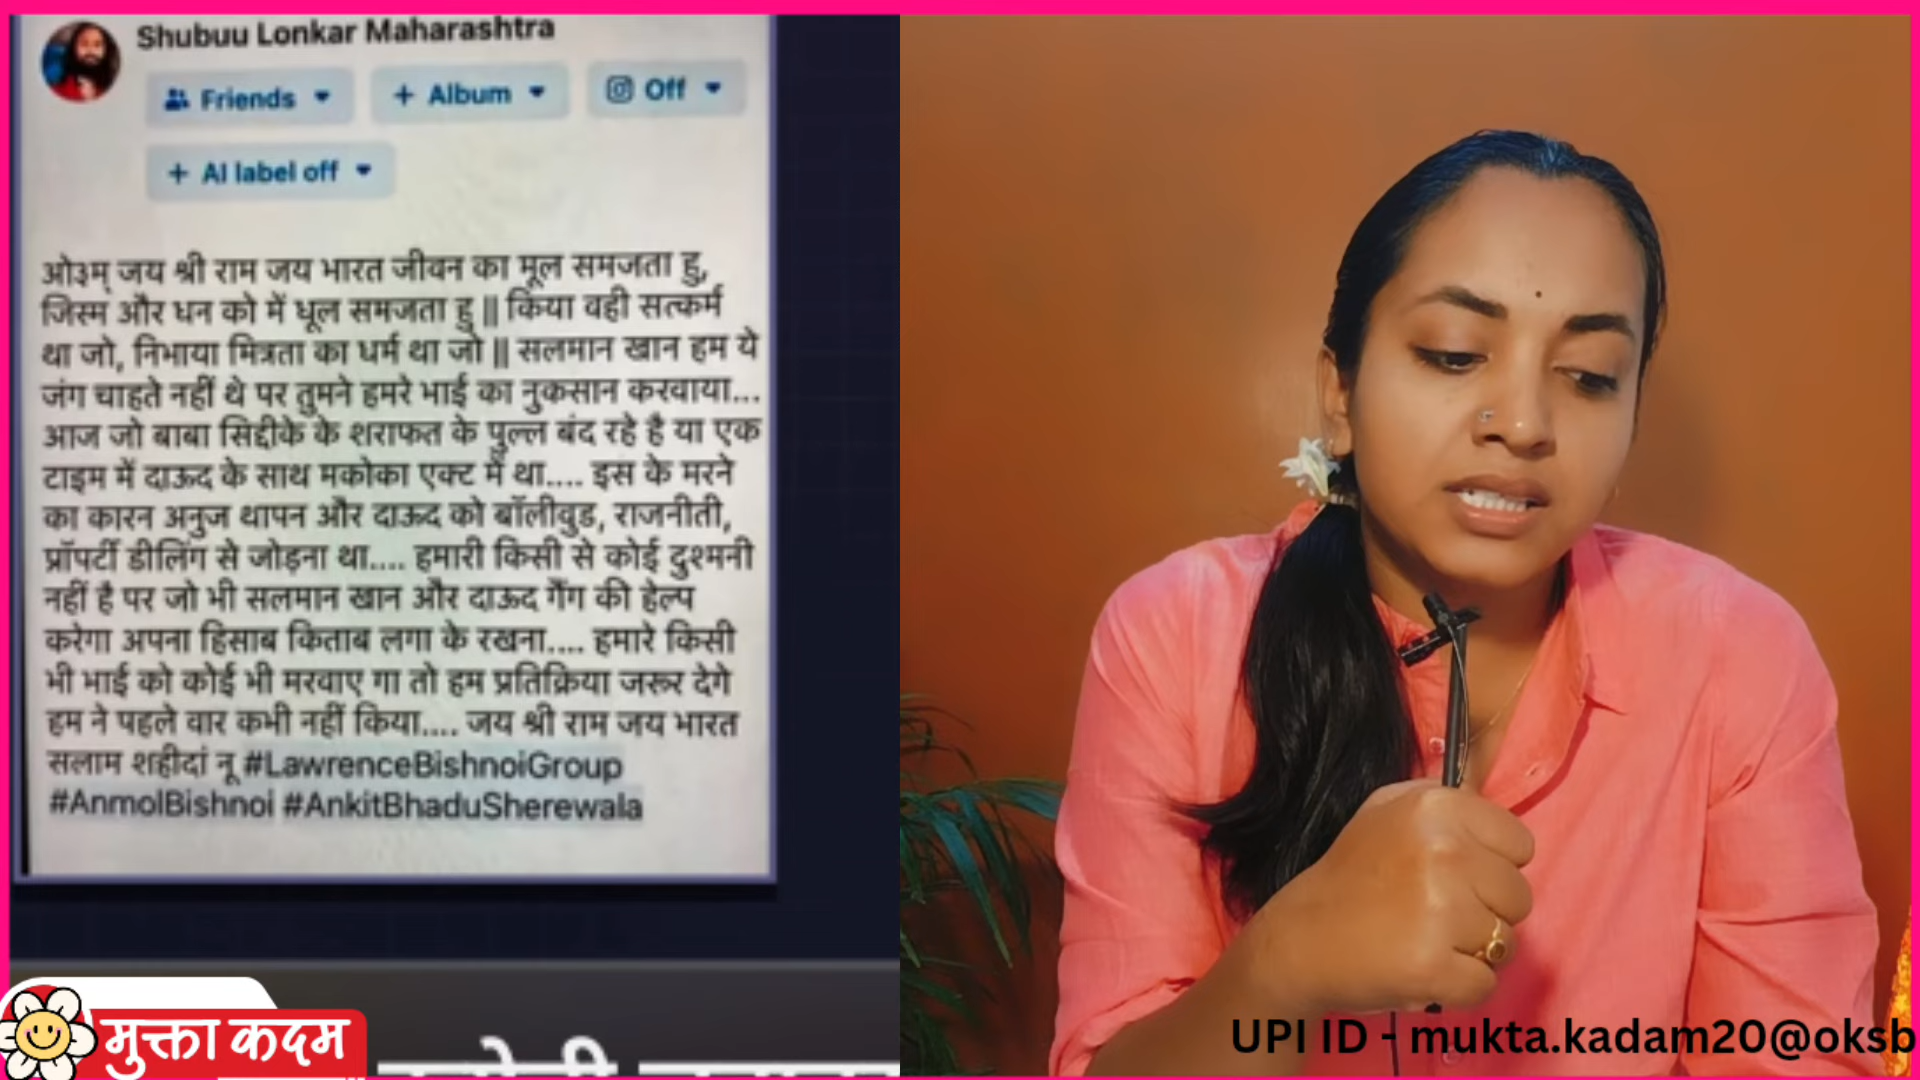 Shubuu Lonkar Maharashtra
Friends
+ Album
Off
+ AI label off
ओ३म् जय श्री राम जय भारत जीवन का मूल समजता हु,
जिस्म और धन को में धूल समजता हु || किया वही सत्कर्म
था जो, निभाया मित्रता का धर्म था जो || सलमान खान हम ये
जंग चाहते नहीं थे पर तुमने हमरे भाई का नुकसान करवाया...
आज जो बाबा सिद्दीके के शराफत के पुल्ल बंद रहे है या एक
टाइम में दाऊद के साथ मकोका एक्ट में था.... इस के मरने
का कारन अनुज थापन और दाऊद को बॉलीवुड, राजनीती,
प्रॉपर्टी डीलिंग से जोड़ना था.... हमारी किसी से कोई दुश्मनी
नहीं है पर जो भी सलमान खान और दाऊद गैंग की हेल्प
करेगा अपना हिसाब किताब लगा के रखना.... हमारे किसी
भी भाई को कोई भी मरवाए गा तो हम प्रतिक्रिया जरूर देगे
हम ने पहले वार कभी नहीं किया.... जय श्री राम जय भारत
सलाम शहीदां नू #LawrenceBishnoiGroup
#AnmolBishnoi #AnkitBhaduSherewala
मुक्ता कदम
UPI ID - mukta.kadam20@oksb